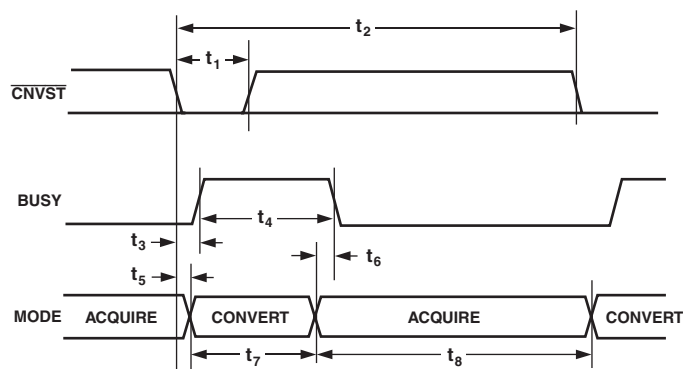 t2
t1
CNVST
BUSY
t4
t3
t6
t5
MODE ACQUIRE CONVERT ACQUIRE CONVERT
t7 t8